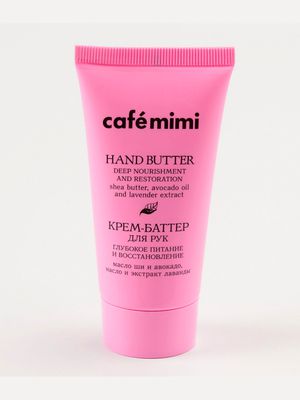 cafémimi
HAND BUTTER
DEEP NOURISHMENT
AND RESTORATION
shea butter, avocado oil
and lavender extract
КРЕМ-БАТТЕР
ДЛЯ РУК
ГЛУБОКОЕ ПИТАНИЕ
И ВОССТАНОВЛЕНИЕ
масло ши и авокадо,
масло и экстракт лаванды